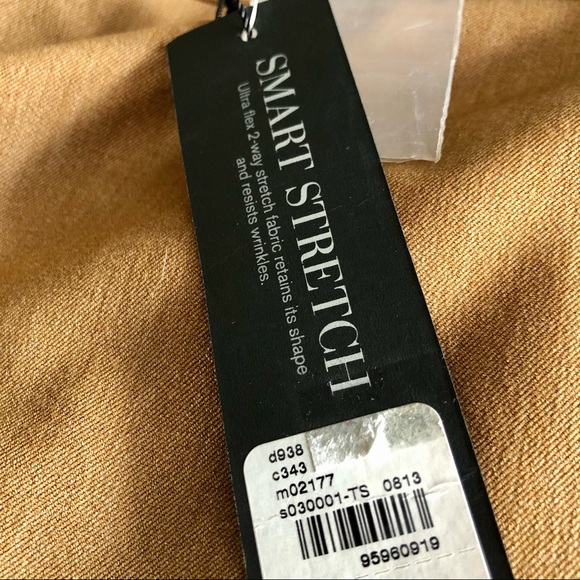 SMART STRETCH
Ultra flex 2-way stretch fabric retains its shape
and resists wrinkles.
d938
c343
m02177
s030001-TS 0813
95960919